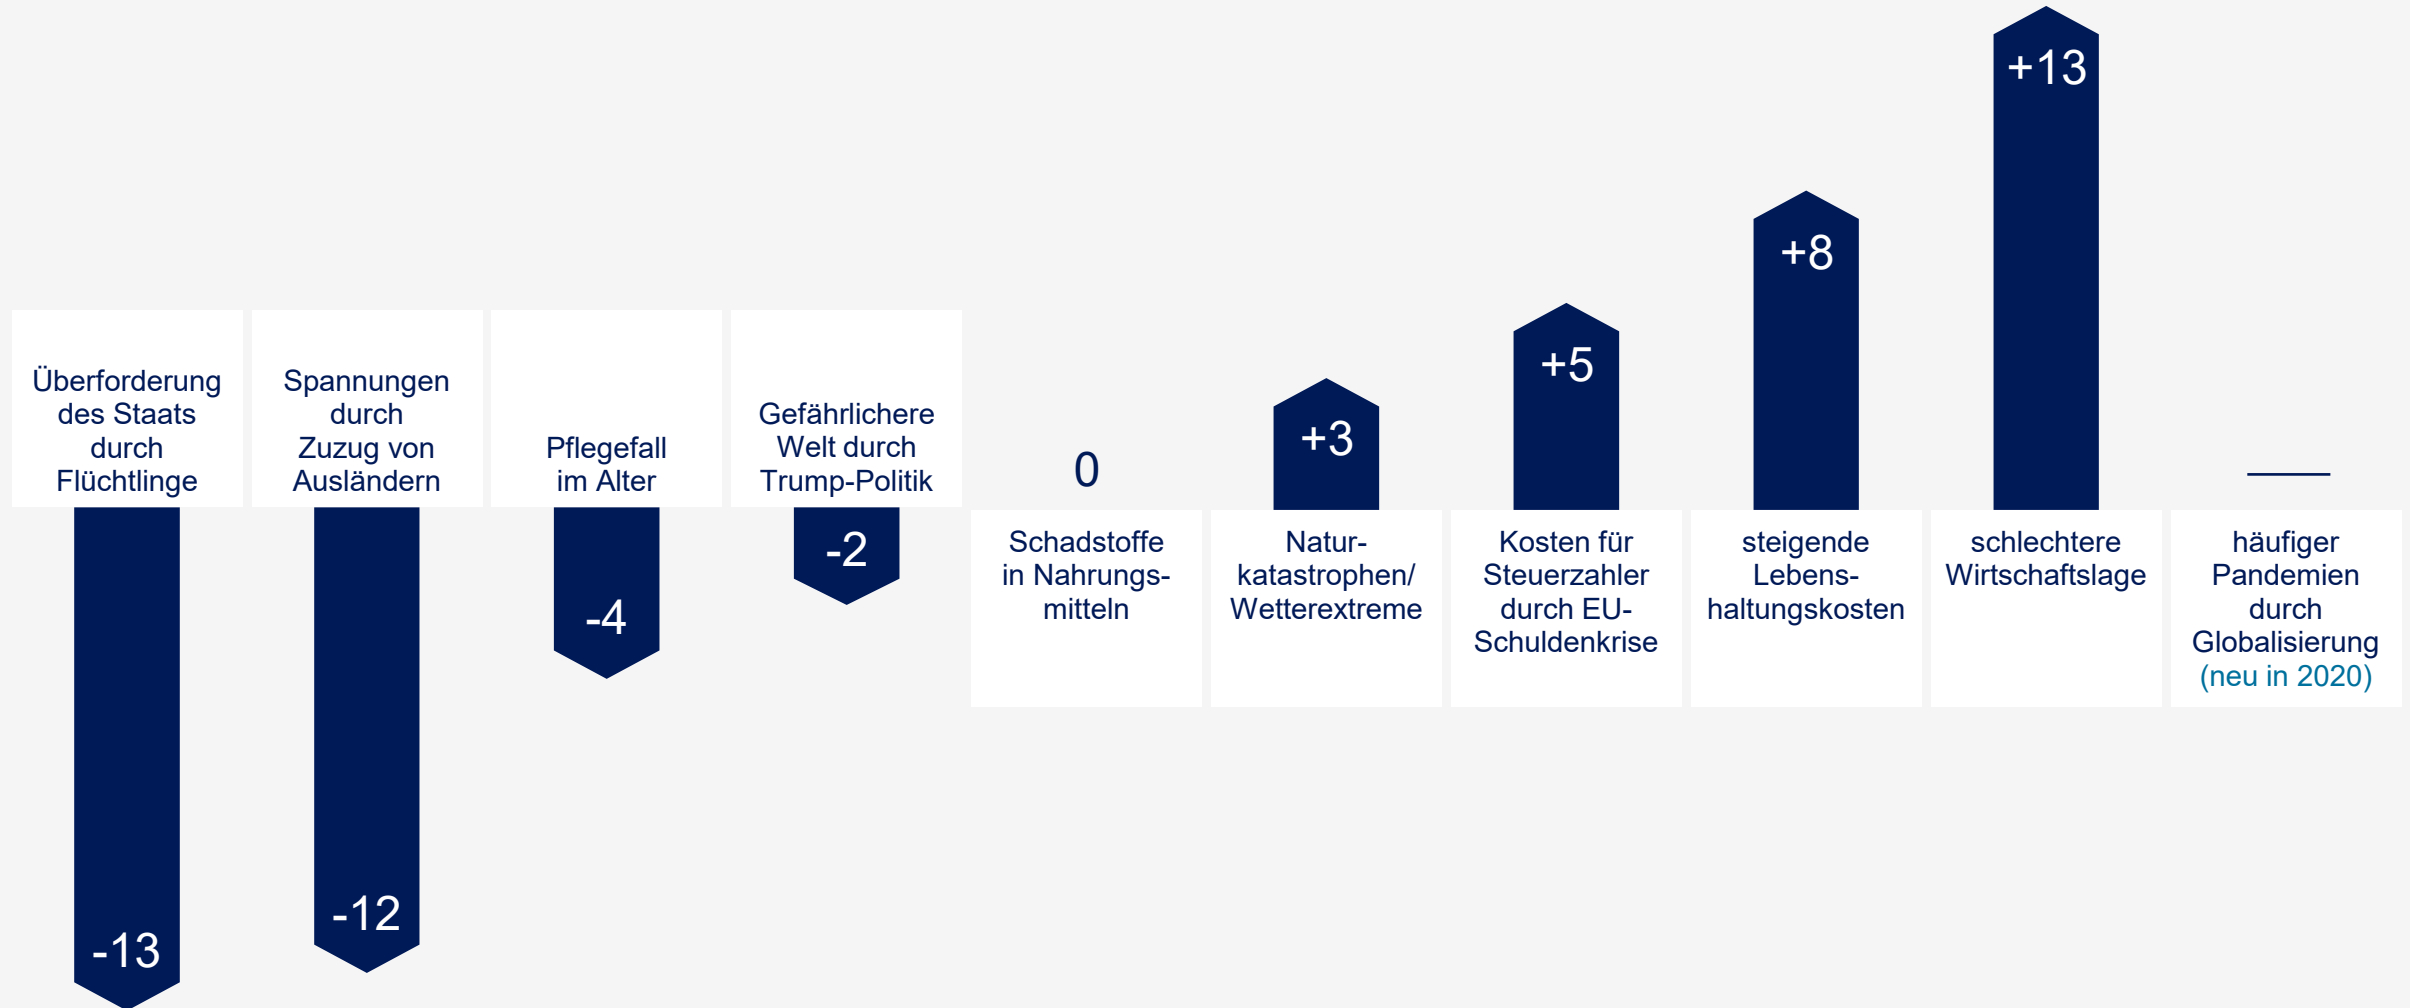 Überforderung
des Staats
durch
Flüchtlinge
-13
Spannungen
durch
Zuzug von
Ausländern
-12
Pflegefall
im Alter
-4
Gefährlichere
Welt durch
Trump-Politik
-2
0
Schadstoffe
in Nahrungs-
mitteln
+3
Natur-
katastrophen/
Wetterextreme
+5
Kosten für
Steuerzahler
durch EU-
Schuldenkrise
+8
steigende
Lebens-
haltungskosten
+13
schlechtere
Wirtschaftslage
häufiger
Pandemien
durch
Globalisierung
(neu in 2020)